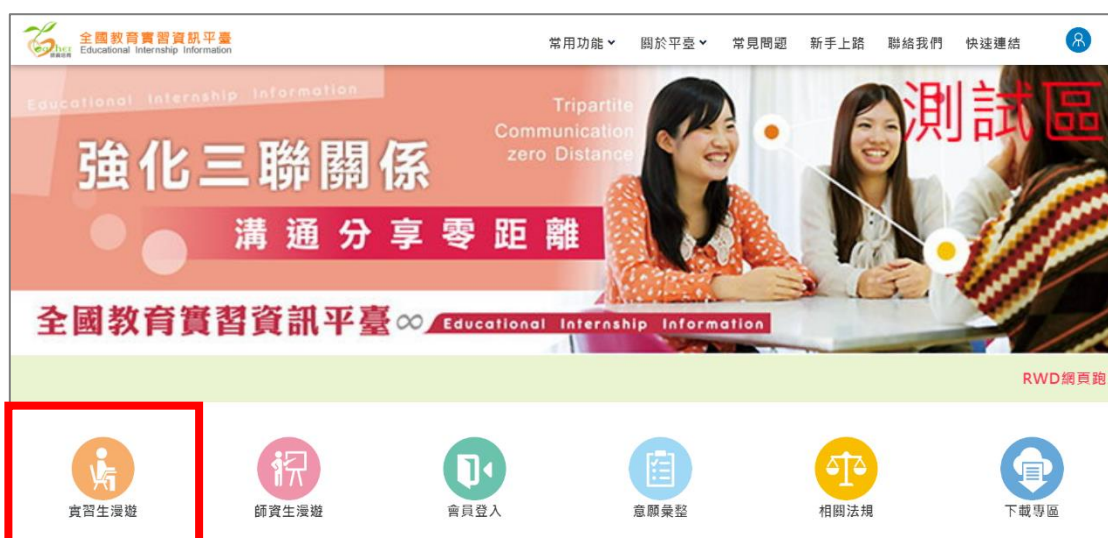 全國教育實習資訊平臺
Educational Internship Information
常用功能
關於平臺
常見問題
新手上路
聯絡我們
快速連結
Educational Internship Information
Tripartite
Communication
zero Distance
測試區
強化三聯關係
溝通分享零距離
全國教育實習資訊平臺∞ Educational Internship Information
RWD網頁跑
實習生漫遊
師資生漫遊
會員登入
意願彙整
相關法規
下載專區